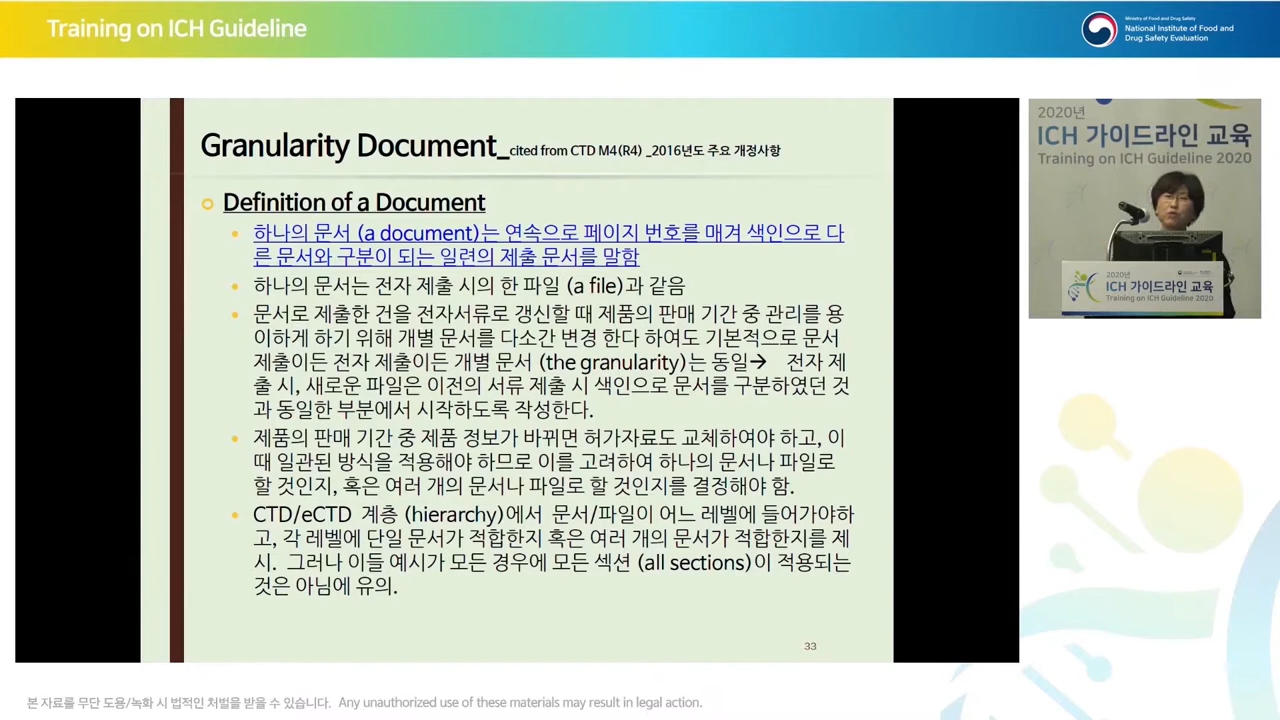 Training on ICH Guideline
Ministry of Food and Drug Safety
National Institute of Food and
Drug Safety Evaluation
Granularity Document_cited from CTD M4(R4) _2016년도 주요 개정사항
Definition of a Document
하나의 문서 (a document)는 연속으로 페이지 번호를 매겨 색인으로 다
른 문서와 구분이 되는 일련의 제출 문서를 말함
하나의 문서는 전자 제출 시의 한 파일 (a file)과 같음
문서로 제출한 건을 전자서류로 갱신할 때 제품의 판매 기간 중 관리를 용
이하게 하기 위해 개별 문서를 다소간 변경 한다 하여도 기본적으로 문서
제출이든 전자 제출이든 개별 문서 (the granularity)는 동일→ 전자 제
출 시, 새로운 파일은 이전의 서류 제출 시 색인으로 문서를 구분하였던 것
과 동일한 부분에서 시작하도록 작성한다.
제품의 판매 기간 중 제품 정보가 바뀌면 허가자료도 교체하여야 하고, 이
때 일관된 방식을 적용해야 하므로 이를 고려하여 하나의 문서나 파일로
할 것인지, 혹은 여러 개의 문서나 파일로 할 것인지를 결정해야 함.
CTD/eCTD 계층 (hierarchy)에서 문서/파일이 어느 레벨에 들어가야하
고, 각 레벨에 단일 문서가 적합한지 혹은 여러 개의 문서가 적합한지를 제
시. 그러나 이들 예시가 모든 경우에 모든 섹션 (all sections)이 적용되는
것은 아님에 유의.
33
2020년
ICH 가이드라인 교육
Training on ICH Guideline 2020
2020년
ICH 가이드라인 교육
Training on ICH Guideline 2020
본 자료를 무단 도용/녹화 시 법적인 처벌을 받을 수 있습니다. Any unauthorized use of these materials may result in legal action.